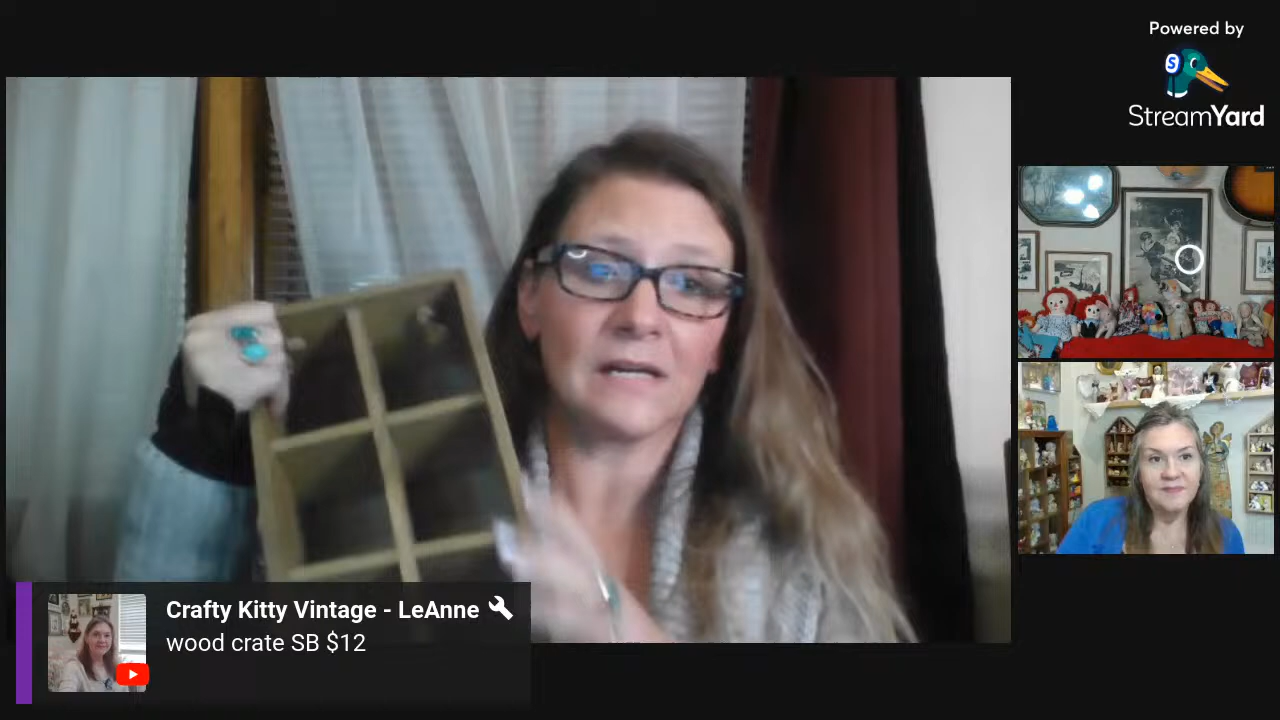 Powered by
S
StreamYard
Crafty Kitty Vintage - LeAnne
wood crate SB $12